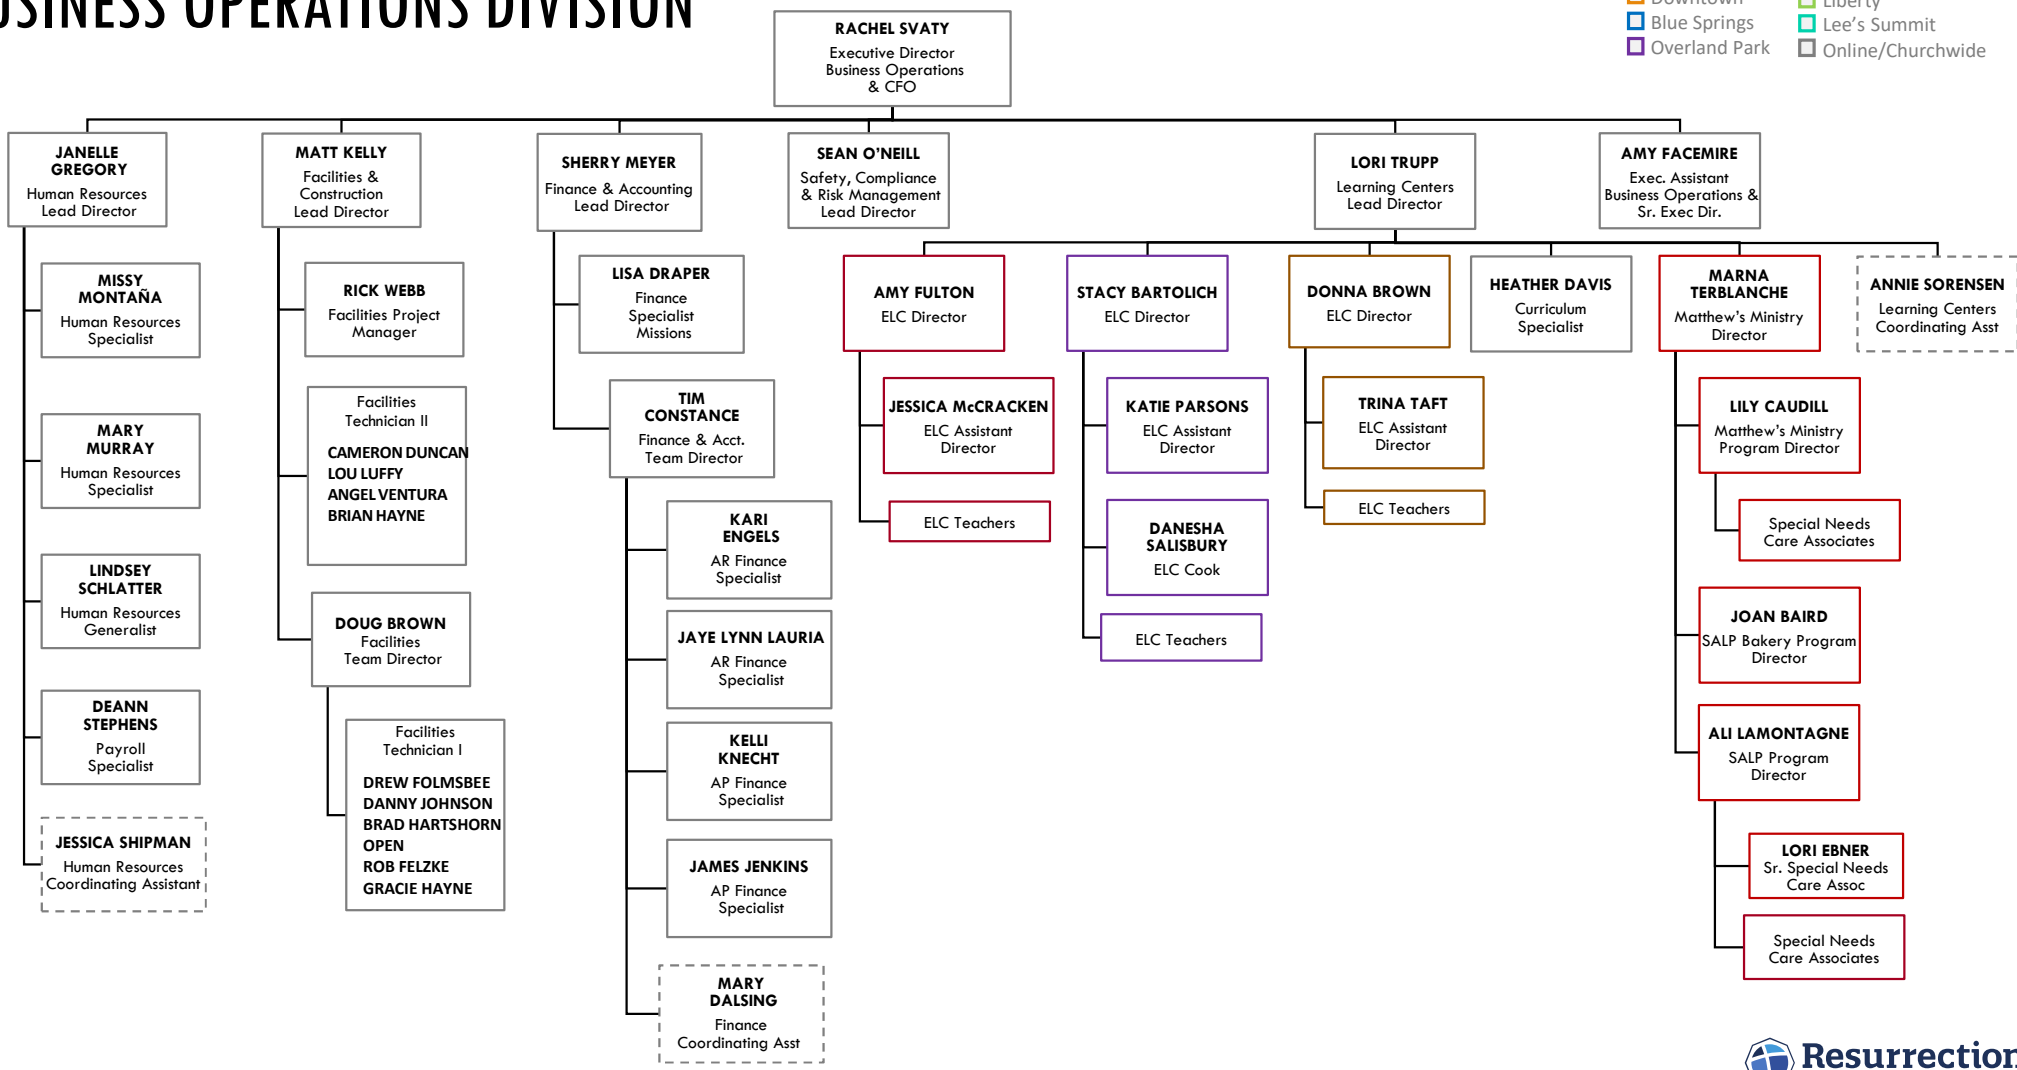 BUSINESS OPERATIONS DIVISION
Downtown
Liberty
Blue Springs
Lee's Summit
Overland Park
Online/Churchwide
RACHEL SVATY
Executive Director
Business Operations
& CFO
JANELLE
GREGORY
Human Resources
Lead Director
MATT KELLY
Facilities &
Construction
Lead Director
SHERRY MEYER
Finance & Accounting
Lead Director
SEAN O'NEILL
Safety, Compliance
& Risk Management
Lead Director
LORI TRUPP
Learning Centers
Lead Director
AMY FACEMIRE
Exec. Assistant
Business Operations &
Sr. Exec Dir.
MISSY
MONTAÑA
Human Resources
Specialist
MARY
MURRAY
Human Resources
Specialist
LINDSEY
SCHLATTER
Human Resources
Generalist
DEANN
STEPHENS
Payroll
Specialist
JESSICA SHIPMAN
Human Resources
Coordinating Assistant
RICK WEBB
Facilities Project
Manager
Facilities
Technician II
CAMERON DUNCAN
LOU LUFFY
ANGEL VENTURA
BRIAN HAYNE
DOUG BROWN
Facilities
Team Director
Facilities
Technician I
DREW FOLMSBEE
DANNY JOHNSON
BRAD HARTSHORN
OPEN
ROB FELZKE
GRACIE HAYNE
LISA DRAPER
Finance
Specialist
Missions
TIM
CONSTANCE
Finance & Acct.
Team Director
KARI
ENGELS
AR Finance
Specialist
JAYE LYNN LAURIA
AR Finance
Specialist
KELLI
KNECHT
AP Finance
Specialist
JAMES JENKINS
AP Finance
Specialist
MARY
DALSING
Finance
Coordinating Asst
AMY FULTON
ELC Director
JESSICA McCRACKEN
ELC Assistant
Director
ELC Teachers
STACY BARTOLICH
ELC Director
KATIE PARSONS
ELC Assistant
Director
DANESHA
SALISBURY
ELC Cook
ELC Teachers
DONNA BROWN
ELC Director
TRINA TAFT
ELC Assistant
Director
ELC Teachers
HEATHER DAVIS
Curriculum
Specialist
MARNA
TERBLANCHE
Matthew's Ministry
Director
LILY CAUDILL
Matthew's Ministry
Program Director
Special Needs
Care Associates
JOAN BAIRD
SALP Bakery Program
Director
ALI LAMONTAGNE
SALP Program
Director
LORI EBNER
Sr. Special Needs
Care Assoc
Special Needs
Care Associates
ANNIE SORENSEN
Learning Centers
Coordinating Asst
Resurrection